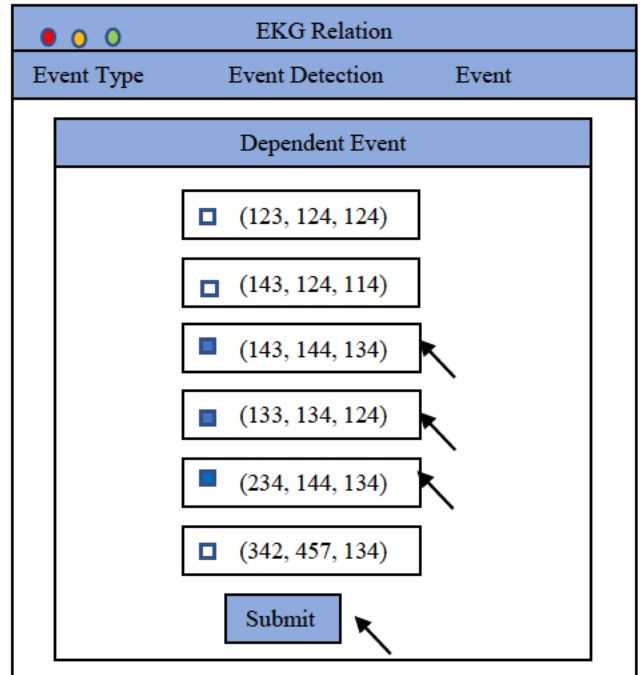 EKG Relation
Event Type Event Detection Event
Dependent Event
(123, 124, 124)
(143, 124, 114)
(143, 144, 134)
(133, 134, 124)
(234, 144, 134)
(342, 457, 134)
Submit